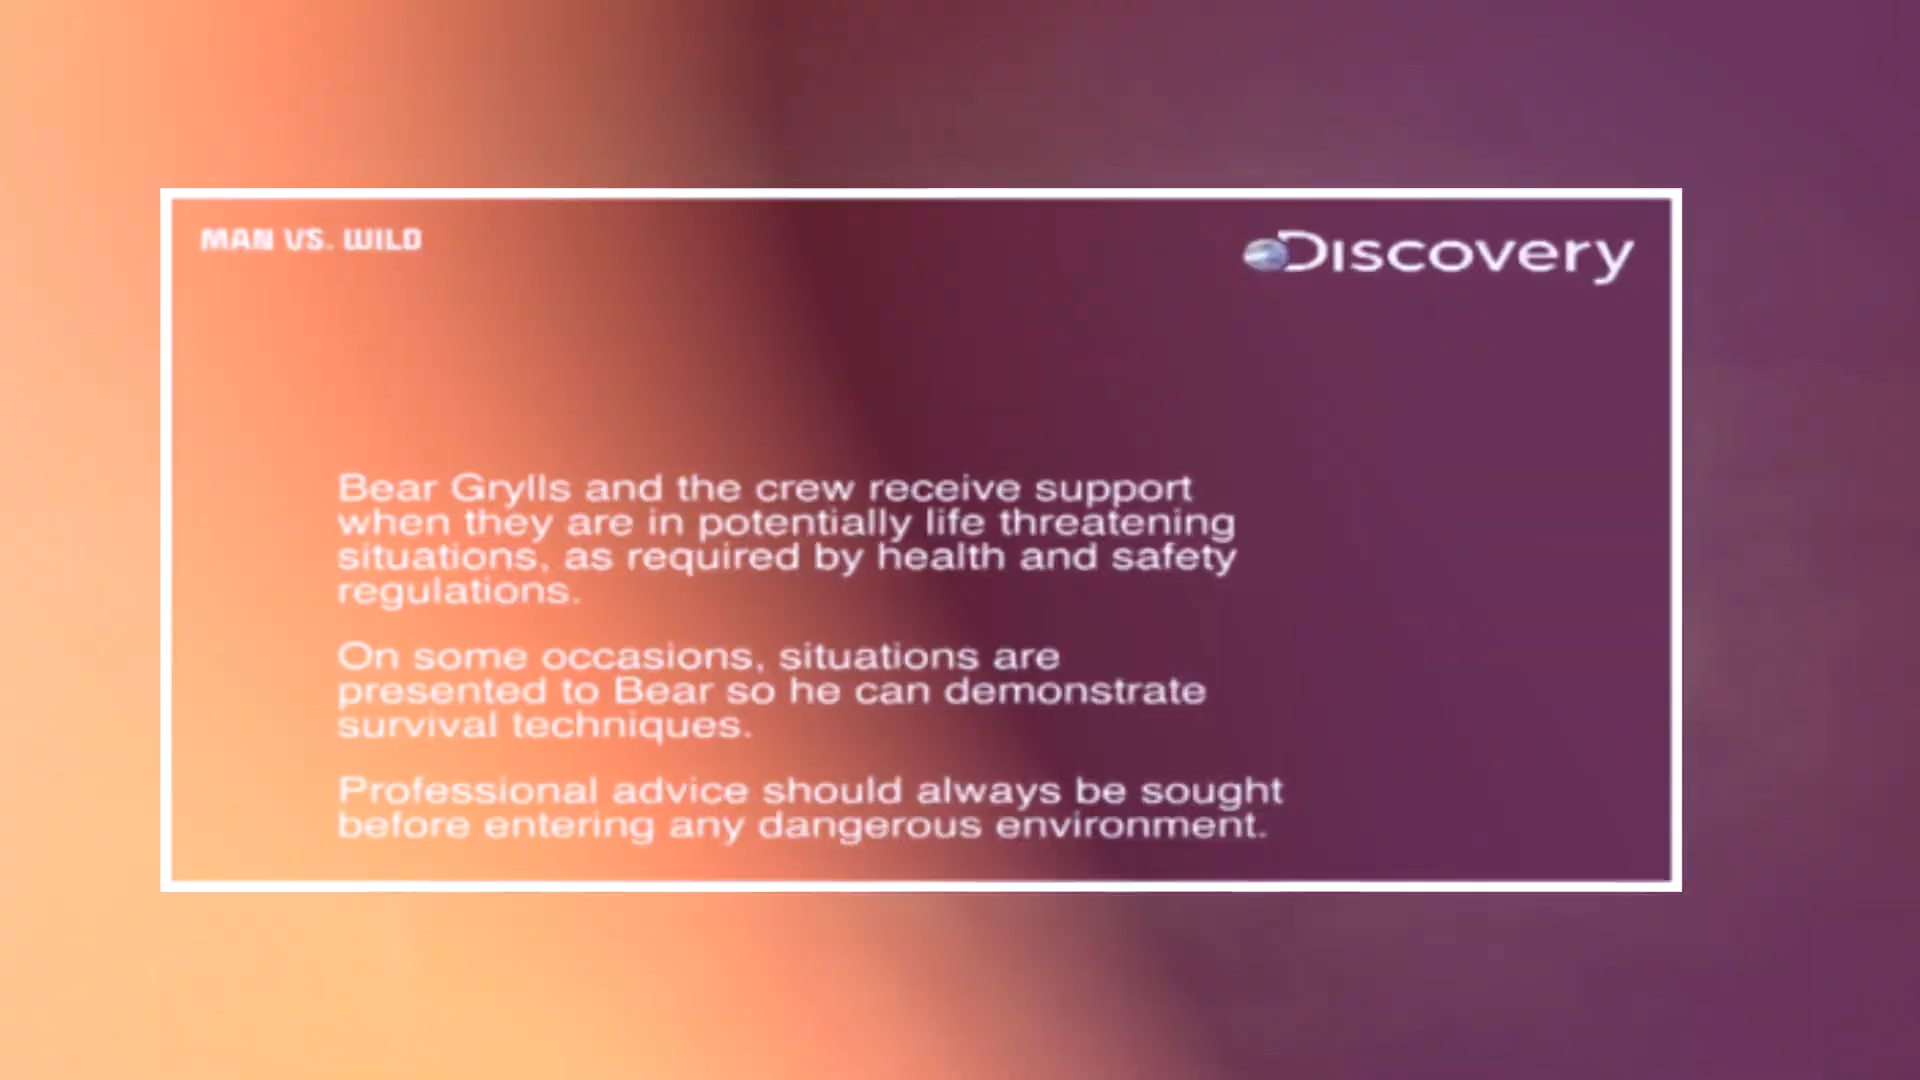 MAN VS. WILD
Discovery
Bear Grylls and the crew receive support
when they are in potentially life threatening
situations, as required by health and safety
regulations.
On some occasions, situations are
presented to Bear so he can demonstrate
survival techniques.
Professional advice should always be sought
before entering any dangerous environment.